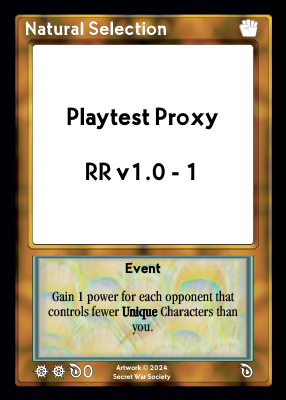 Natural Selection
Playtest Proxy
RR v1.0 - 1
Event
Gain 1 power for each opponent that
controls fewer Unique Characters than
you.
0
Artwork © 2024
Secret War Society